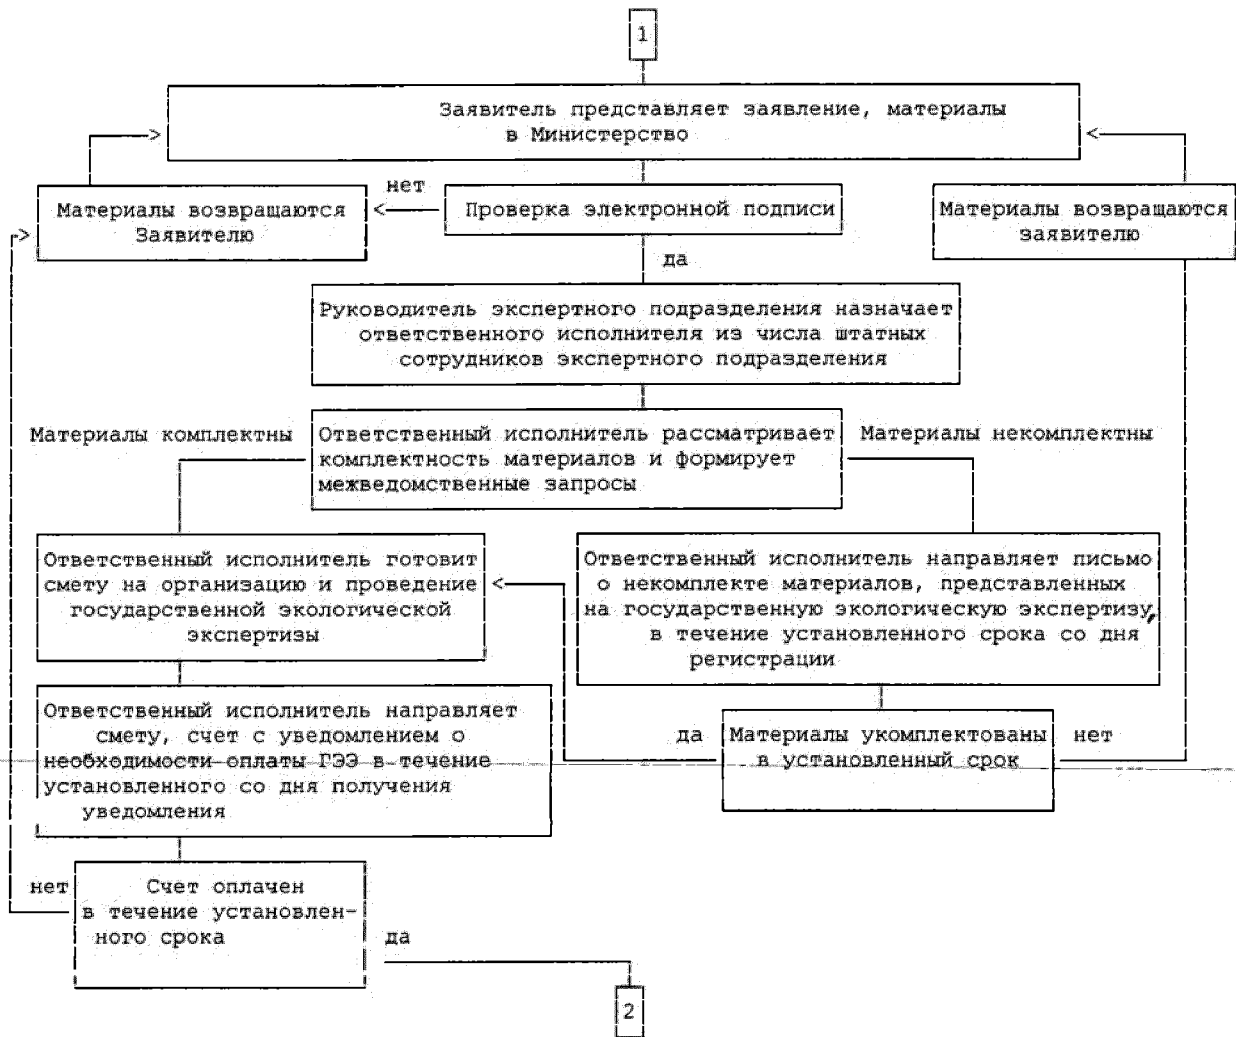 1
Заявитель представляет заявление, материалы
в Министерство
нет
Материалы возвращаются
Заявителю
Проверка электронной подписи
Материалы возвращаются
заявителю
да
Руководитель экспертного подразделения назначает
ответственного исполнителя из числа штатных
сотрудников экспертного подразделения
Материалы комплектны
Ответственный исполнитель рассматривает
комплектность материалов и формирует
межведомственные запросы
Материалы некомплектны
Ответственный исполнитель готовит
смету на организацию и проведение
государственной экологической
экспертизы
Ответственный исполнитель направляет письмо
о некомплекте материалов, представленных
на государственную экологическую экспертизу,
в течение установленного срока со дня
регистрации
Ответственный исполнитель направляет
смету, счет с уведомлением о
необходимости оплаты ГЭЭ в течение
установленного со дня получения
уведомления
да
Материалы укомплектованы
в установленный срок
нет
нет
Счет оплачен
в течение установлен-
ного срока
да
2